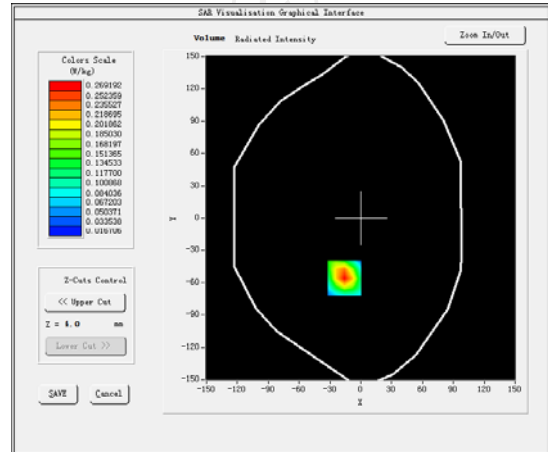 SAR Visualisation Graphical Interface
Volume Radiated Intensity
Zoom In/Out
Colors Scale
(W/kg)
0.269192
0.252359
0.235527
0.218695
0.201862
0.185030
0.168197
0.151365
0.134533
0.117700
0.100868
0.084036
0.067203
0.050371
0.033538
0.016706
150
120
90
60
30
0
-30
-60
-90
-120
-150
Y
-150 -120 -90 -60 -30 0 30 60 90 120 150
X
Z-Cuts Control
<< Upper Cut
Z = 4.0 mm
Lower Cut >>
SAVE Cancel